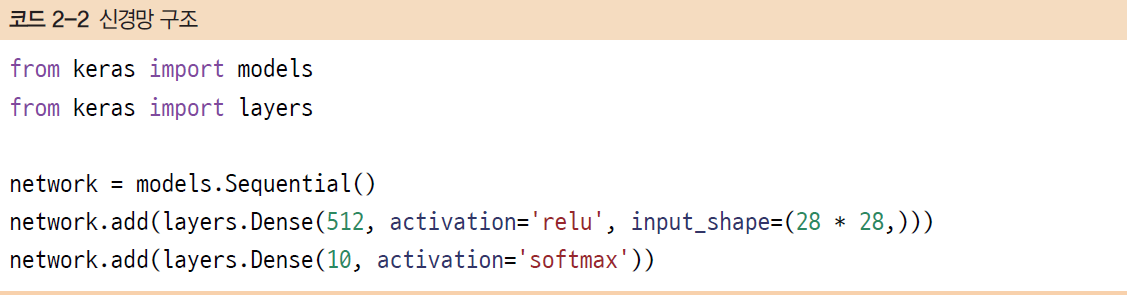 코드 2-2 신경망 구조
from keras import models
from keras import layers
network = models.Sequential()
network.add(layers.Dense(512, activation='relu', input_shape=(28 * 28,)))
network.add(layers.Dense(10, activation='softmax'))